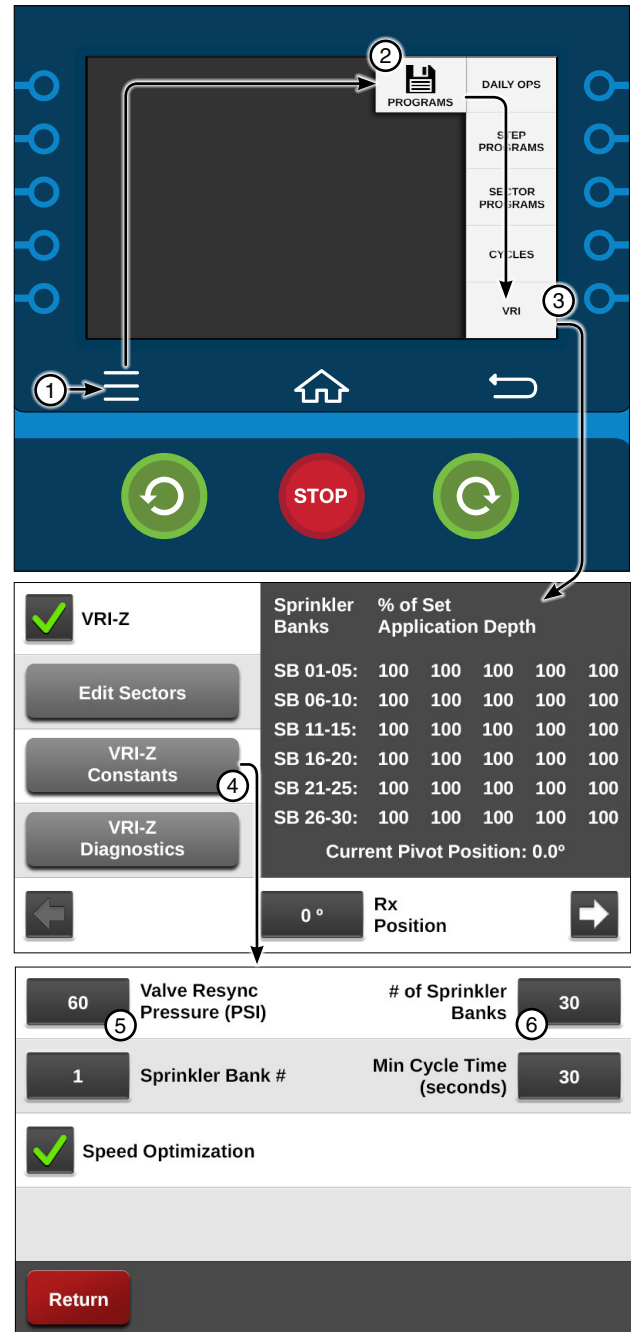 2
PROGRAMS
DAILY OPS
STEP
PROGRAMS
SECTOR
PROGRAMS
CYCLES
VRI
3
1
STOP
VRI-Z
Edit Sectors
VRI-Z
Constants
4
VRI-Z
Diagnostics
Sprinkler % of Set
Banks Application Depth
SB 01-05: 100 100 100 100 100
SB 06-10: 100 100 100 100 100
SB 11-15: 100 100 100 100 100
SB 16-20: 100 100 100 100 100
SB 21-25: 100 100 100 100 100
SB 26-30: 100 100 100 100 100
Current Pivot Position: 0.0º
0 º
Rx
Position
60
5
Valve Resync
Pressure (PSI)
# of Sprinkler
Banks
6
30
1
Sprinkler Bank #
Min Cycle Time
(seconds)
30
Speed Optimization
Return